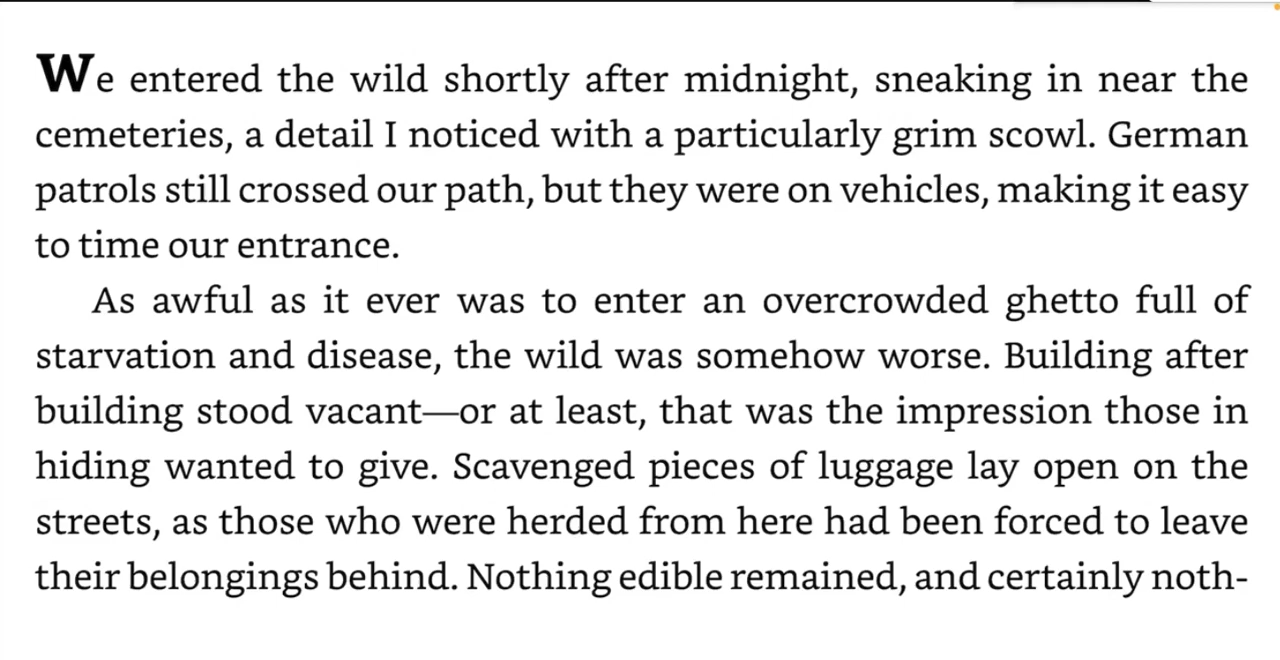 We entered the wild shortly after midnight, sneaking in near the
cemeteries, a detail I noticed with a particularly grim scowl. German
patrols still crossed our path, but they were on vehicles, making it easy
to time our entrance.
As awful as it ever was to enter an overcrowded ghetto full of
starvation and disease, the wild was somehow worse. Building after
building stood vacant—or at least, that was the impression those in
hiding wanted to give. Scavenged pieces of luggage lay open on the
streets, as those who were herded from here had been forced to leave
their belongings behind. Nothing edible remained, and certainly noth-